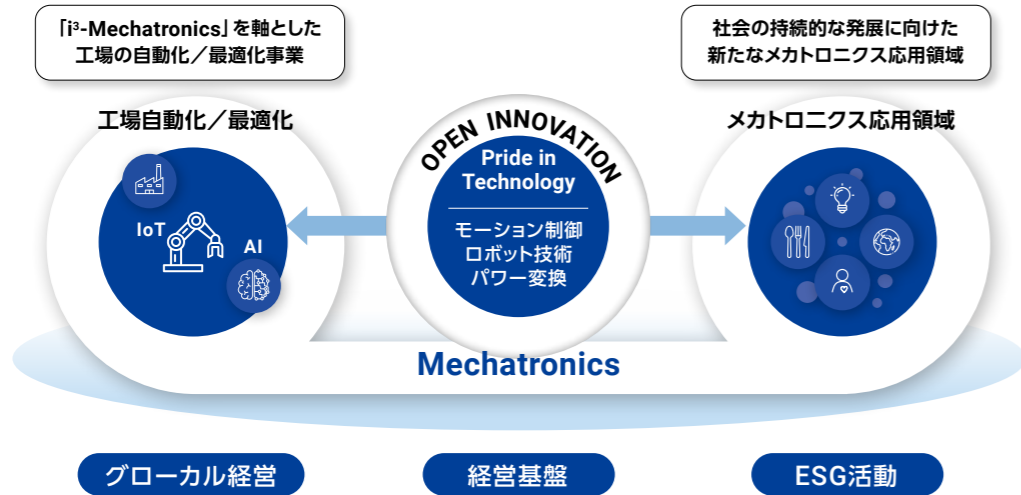 「i³-Mechatronics」を軸とした
工場の自動化／最適化事業
社会の持続的な発展に向けた
新たなメカトロニクス応用領域
工場自動化／最適化
IoT
AI
OPEN INNOVATION
Pride in
Technology
モーション制御
ロボット技術
パワー変換
メカトロニクス応用領域
Mechatronics
グローカル経営
経営基盤
ESG活動